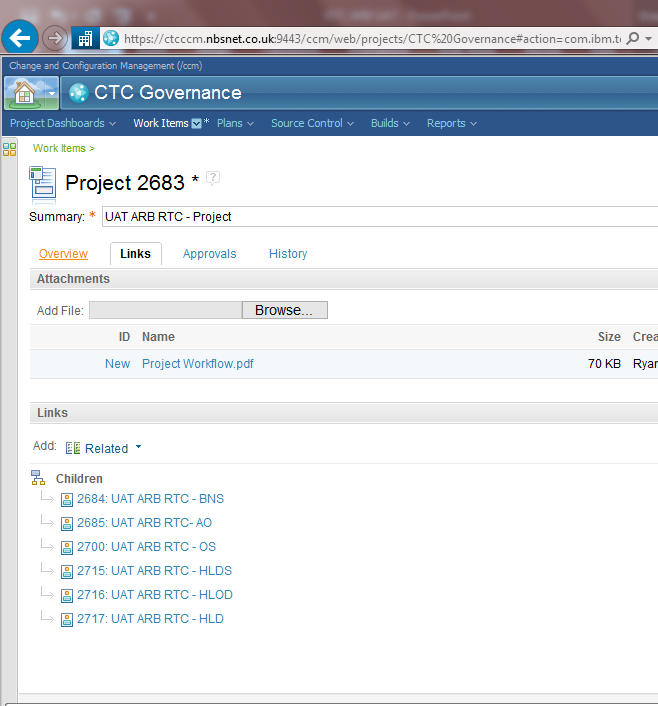 https://ctcccm.nbsnet.co.uk:9443/ccm/web/projects/CTC%20Governance#action=com.ibm.te
Change and Configuration Management (/ccm)
CTC Governance
Project Dashboards Work Items * Plans Source Control Builds Reports
Work Items >
Project 2683 * ?
Summary: * UAT ARB RTC - Project
Overview Links Approvals History
Attachments
Add File: Browse...
ID Name Size Crea
New Project Workflow.pdf 70 KB Ryan
Links
Add: Related
Children
2684: UAT ARB RTC - BNS
2685: UAT ARB RTC- AO
2700: UAT ARB RTC - OS
2715: UAT ARB RTC - HLDS
2716: UAT ARB RTC - HLOD
2717: UAT ARB RTC - HLD